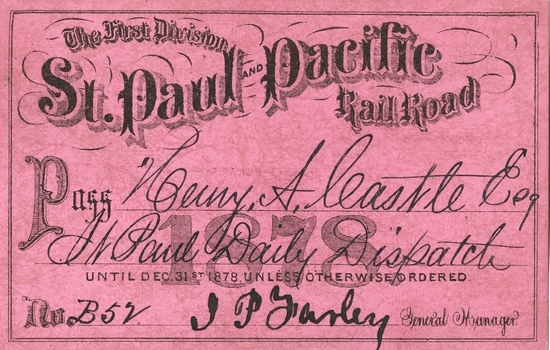 The First Division
St. Paul AND Pacific
Rail Road
Pass Henry. A. Castle Esq
1878
St Paul Daily Dispatch
UNTIL DEC. 31ST 1878, UNLESS OTHERWISE ORDERED.
No. B52 J P Farley General Manager.